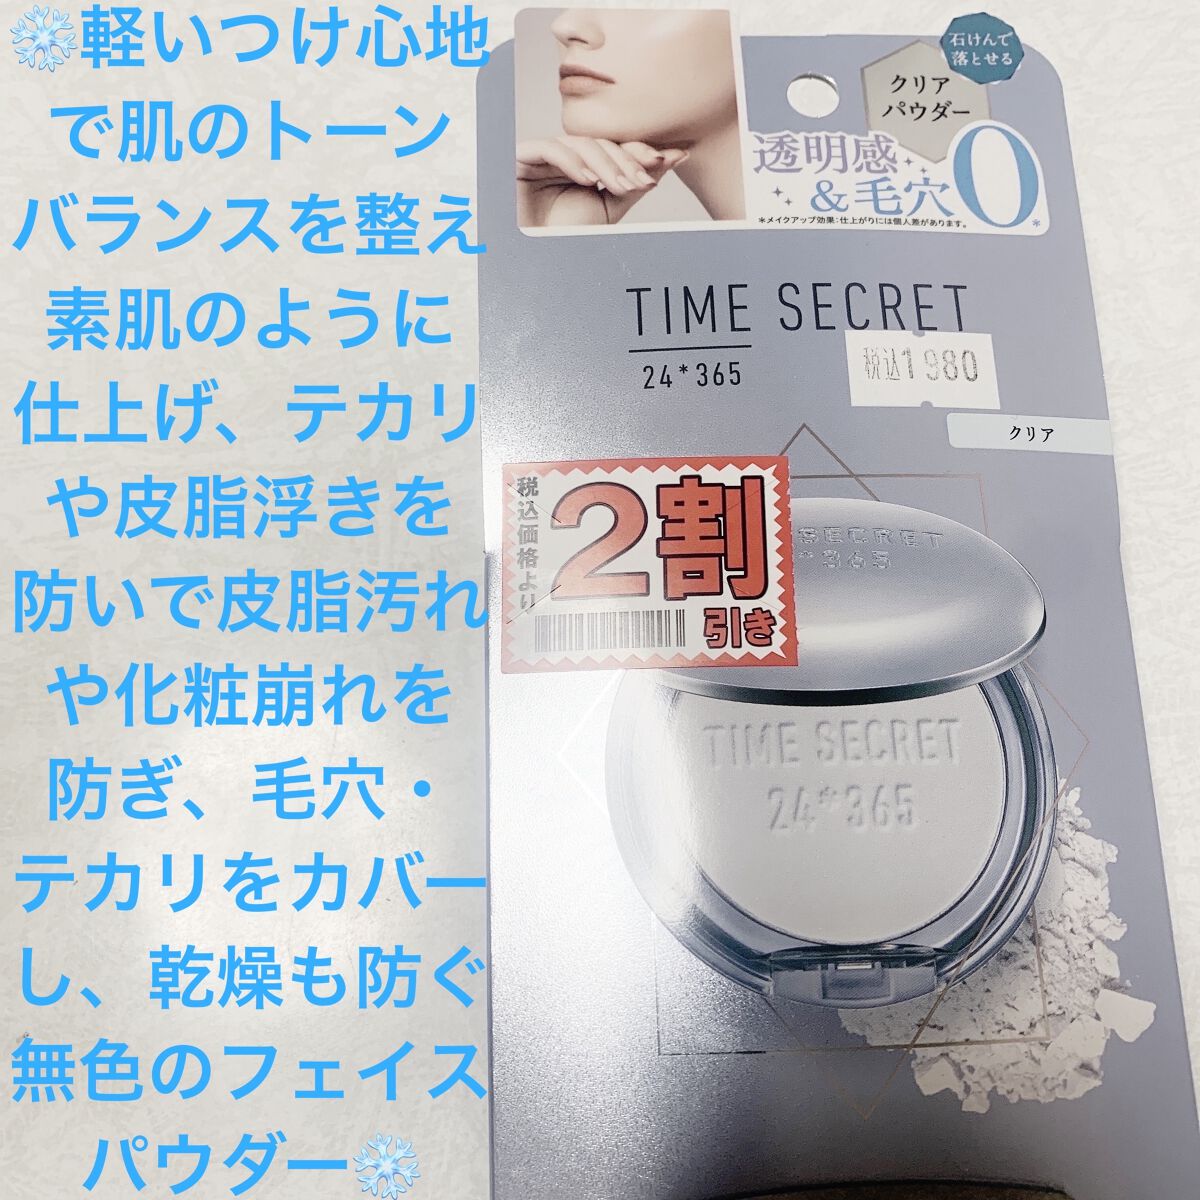 ❄️軽いつけ心地
で肌のトーン
バランスを整え
素肌のように
仕上げ、テカリ
や皮脂浮きを
防いで皮脂汚れ
や化粧崩れを
防ぎ、毛穴・
テカリをカバー
し、乾燥も防ぐ
無色のフェイス
パウダー❄️
石けんで
落とせる
クリア
パウダー
透明感
&毛穴0*
*メイクアップ効果:仕上がりには個人差があります。
TIME SECRET
24*365
税込1980
クリア
税込価格より
2割
引き
SECRET
*365
TIME SECRET
24*365